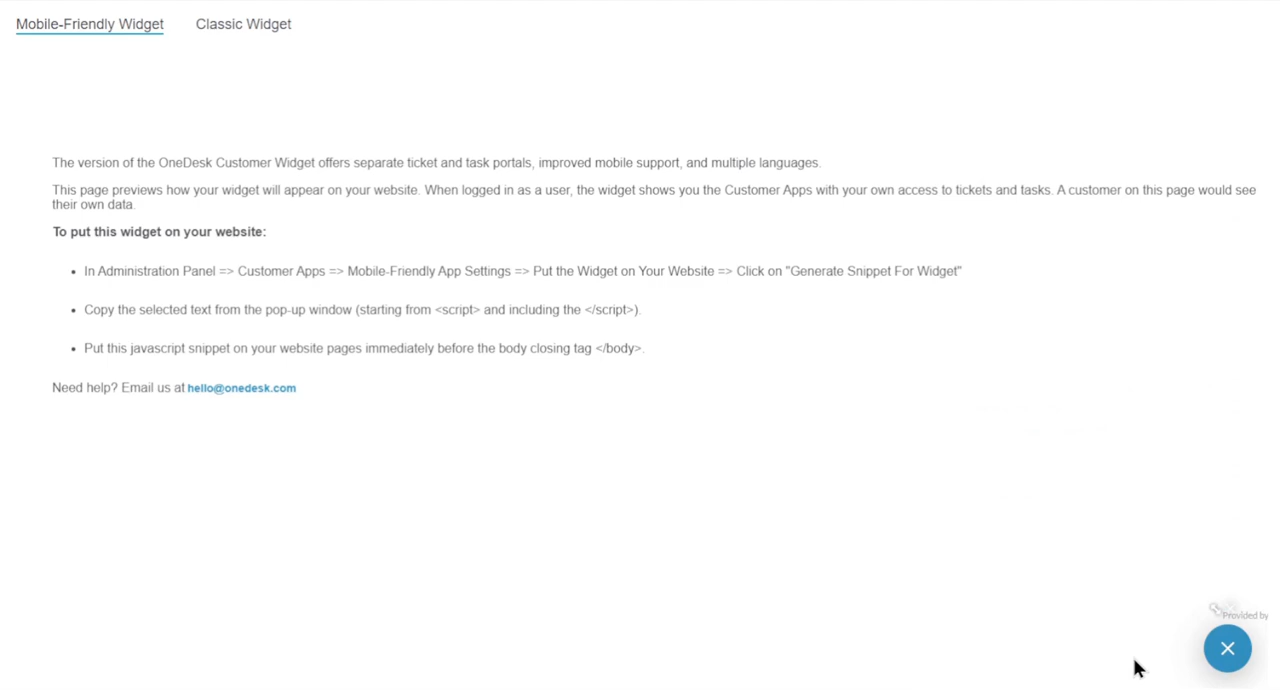 Mobile-Friendly Widget Classic Widget
The version of the OneDesk Customer Widget offers separate ticket and task portals, improved mobile support, and multiple languages.
This page previews how your widget will appear on your website. When logged in as a user, the widget shows you the Customer Apps with your own access to tickets and tasks. A customer on this page would see
their own data.
To put this widget on your website:
• In Administration Panel => Customer Apps => Mobile-Friendly App Settings => Put the Widget on Your Website => Click on "Generate Snippet For Widget"
• Copy the selected text from the pop-up window (starting from <script> and including the </script>).
• Put this javascript snippet on your website pages immediately before the body closing tag </body>.
Need help? Email us at hello@onedesk.com
Provided by